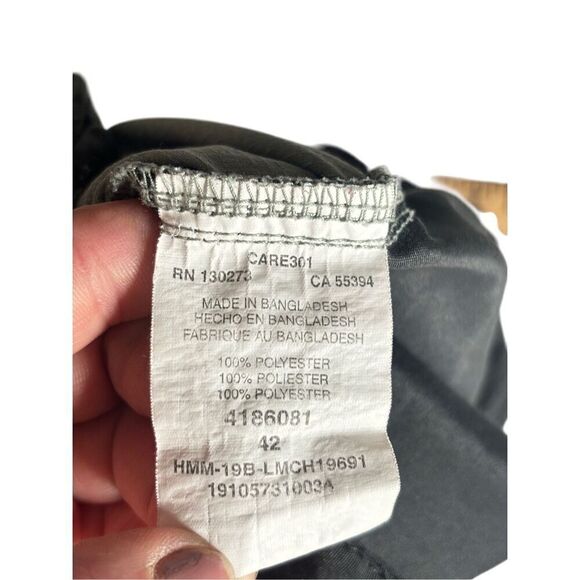 CARE301
RN 130273 CA 55394
MADE IN BANGLADESH
HECHO EN BANGLADESH
FABRIQUE AU BANGLADESH
100% POLYESTER
100% POLIESTER
100% POLYESTER
4186081
42
HMM-19B-LMCH19691
19105731003A